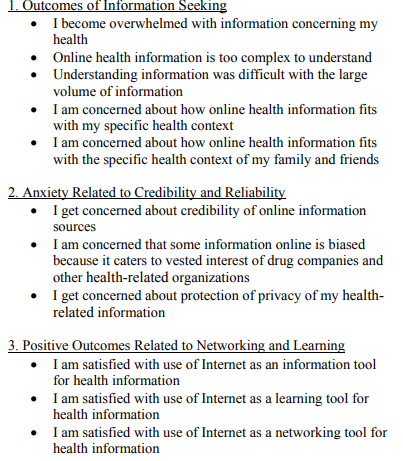 1. Outcomes of Information Seeking
• I become overwhelmed with information concerning my
health
• Online health information is too complex to understand
• Understanding information was difficult with the large
volume of information
• I am concerned about how online health information fits
with my specific health context
• I am concerned about how online health information fits
with the specific health context of my family and friends
2. Anxiety Related to Credibility and Reliability
• I get concerned about credibility of online information
sources
• I am concerned that some information online is biased
because it caters to vested interest of drug companies and
other health-related organizations
• I get concerned about protection of privacy of my health-
related information
3. Positive Outcomes Related to Networking and Learning
• I am satisfied with use of Internet as an information tool
for health information
• I am satisfied with use of Internet as a learning tool for
health information
• I am satisfied with use of Internet as a networking tool for
health information